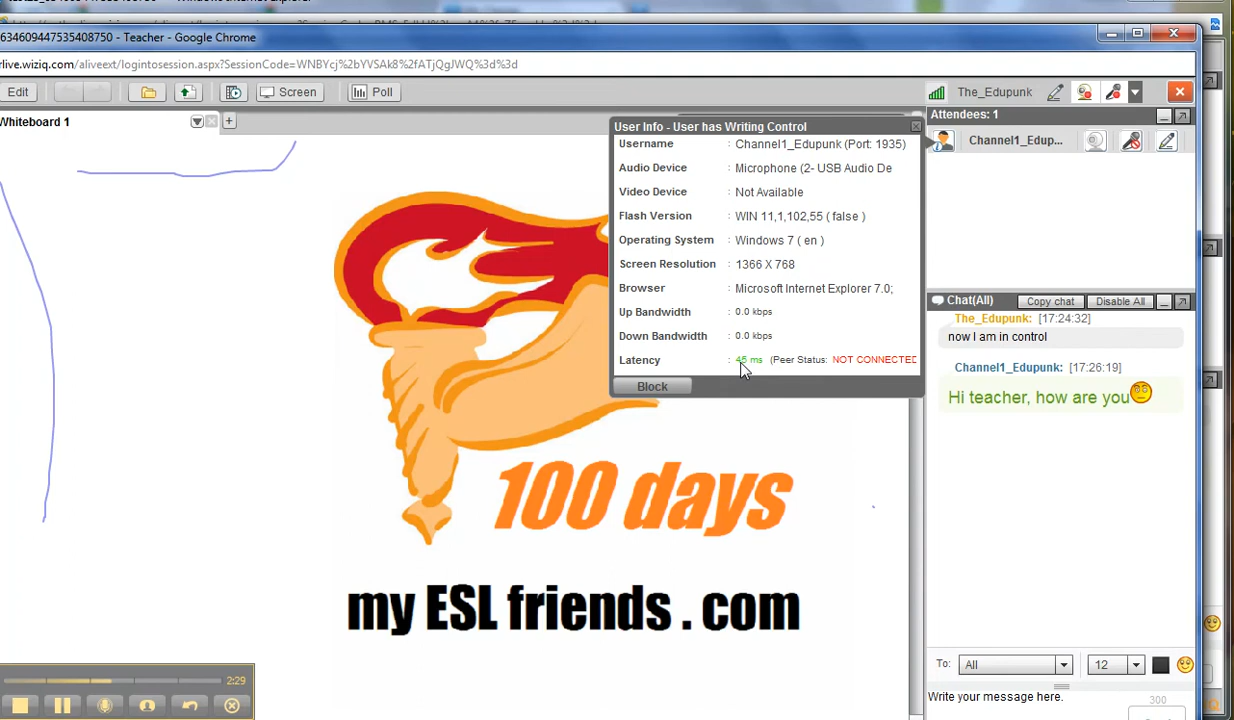 634609447535408750 - Teacher - Google Chrome
rlive.wiziq.com/aliveext/logintosession.aspx?SessionCode=WNBYcj%2bYVSAk8%2fATjQgJWQ%3d%3d
Edit
Screen
Poll
The_Edupunk
Whiteboard 1
Attendees: 1
Channel1_Edup...
User Info - User has Writing Control
Username : Channel1_Edupunk (Port: 1935)
Audio Device : Microphone (2- USB Audio De
Video Device : Not Available
Flash Version : WIN 11,1,102,55 ( false )
Operating System : Windows 7 ( en )
Screen Resolution : 1366 X 768
Browser : Microsoft Internet Explorer 7.0;
Up Bandwidth : 0.0 kbps
Down Bandwidth : 0.0 kbps
Latency : 45 ms (Peer Status: NOT CONNECTED
Block
Chat(All)
Copy chat
Disable All
The_Edupunk: [17:24:32]
now I am in control
Channel1_Edupunk: [17:26:19]
Hi teacher, how are you
100 days
my ESL friends . com
To: All
12
Write your message here.
300
2:29